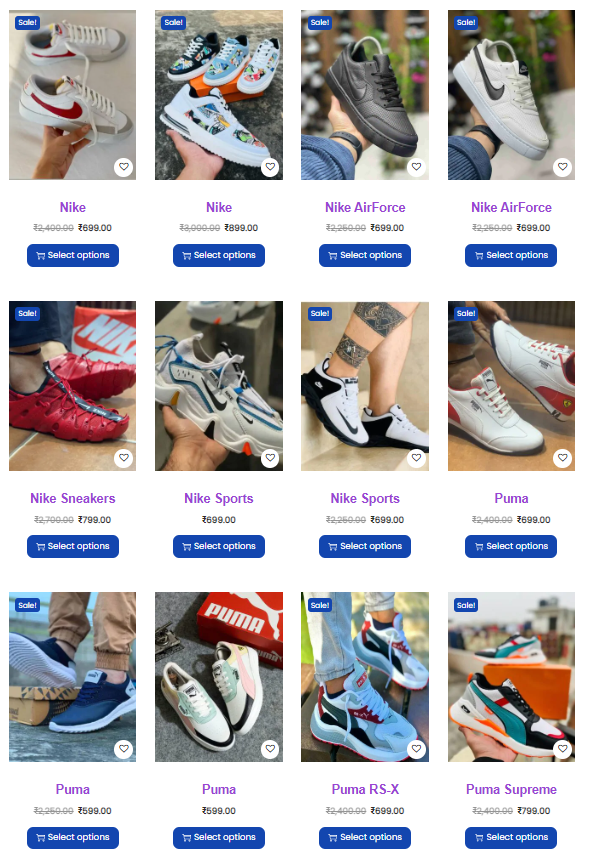 Sale!
Sale!
Sale!
Sale!
Nike
Nike
Nike AirForce
Nike AirForce
₹2,400.00 ₹699.00
₹3,000.00 ₹899.00
₹2,250.00 ₹699.00
₹2,250.00 ₹699.00
Select options
Select options
Select options
Select options
Sale!
NIKE
Sale!
Sale!
Nike Sneakers
Nike Sports
Nike Sports
Puma
₹2,700.00 ₹799.00
₹699.00
₹2,250.00 ₹699.00
₹2,400.00 ₹699.00
Select options
Select options
Select options
Select options
Sale!
PUMA
Sale!
Sale!
Puma
Puma
Puma RS-X
Puma Supreme
₹2,250.00 ₹599.00
₹599.00
₹2,400.00 ₹699.00
₹2,400.00 ₹799.00
Select options
Select options
Select options
Select options